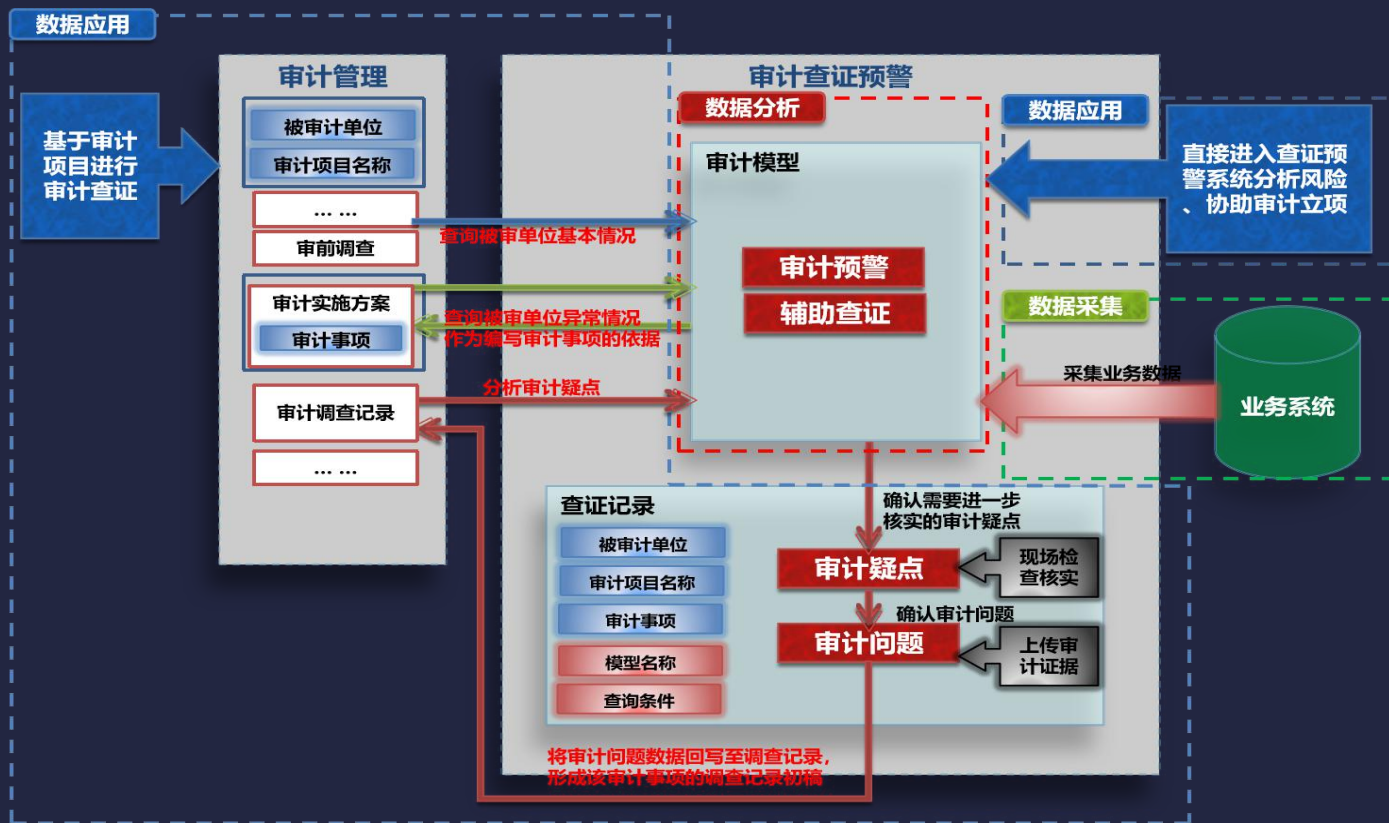 数据应用
基于审计
项目进行
审计查证
审计管理
被审计单位
审计项目名称
... ...
审前调查
审计实施方案
审计事项
审计调查记录
... ...
查询被审单位基本情况
查询被审单位异常情况
作为编写审计事项的依据
分析审计疑点
审计查证预警
数据分析
审计模型
审计预警
辅助查证
数据应用
直接进入查证预
警系统分析风险
、协助审计立项
数据采集
采集业务数据
业务系统
查证记录
被审计单位
审计项目名称
审计事项
模型名称
查询条件
确认需要进一步
核实的审计疑点
审计疑点
现场检
查核实
确认审计问题
审计问题
上传审
计证据
将审计问题数据回写至调查记录，
形成该审计事项的调查记录初稿